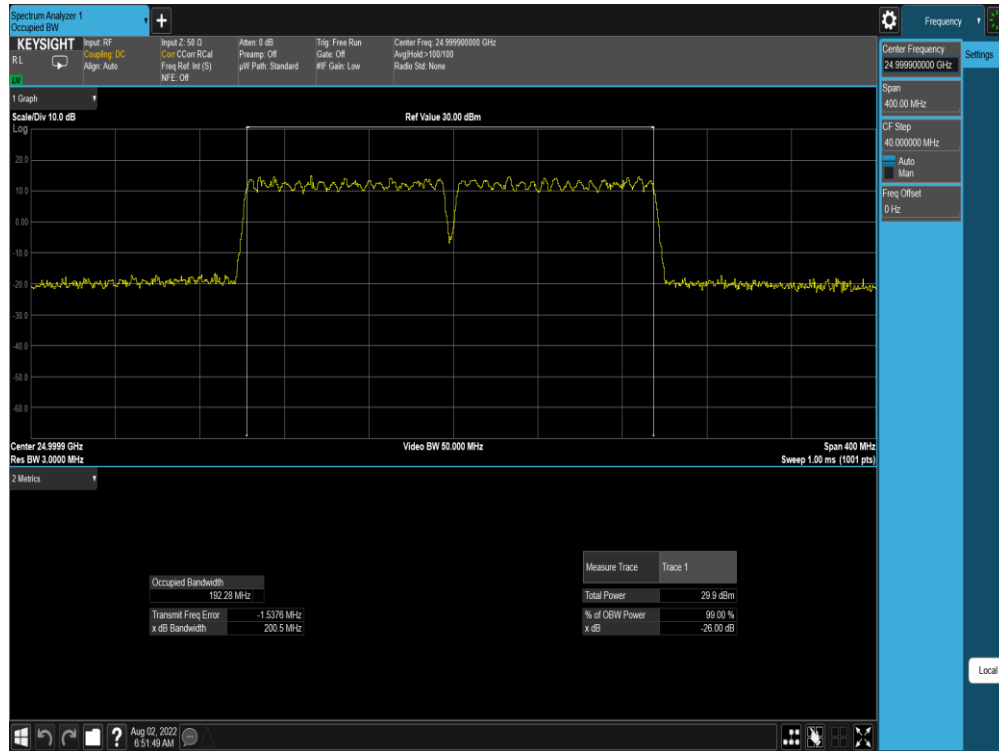 Spectrum Analyzer 1
Occupied BW
+
Frequency
KEYSIGHT
RL
Input: RF
Coupling: DC
Align: Auto
Input Z: 50 Ω
Corr CCorr RCal
Freq Ref: Int (S)
NFE: Off
Atten: 0 dB
Preamp: Off
µW Path: Standard
Trig: Free Run
Gate: Off
#IF Gain: Low
Center Freq: 24.999900000 GHz
Avg|Hold:>100/100
Radio Std: None
Center Frequency
24.999900000 GHz
Settings
Span
400.00 MHz
CF Step
40.000000 MHz
Auto
Man
Freq Offset
0 Hz
1 Graph
Scale/Div 10.0 dB
Ref Value 30.00 dBm
Log
20.0
10.0
0.00
-10.0
-20.0
-30.0
-40.0
-50.0
-60.0
Center 24.9999 GHz
Video BW 50.000 MHz
Span 400 MHz
Res BW 3.0000 MHz
Sweep 1.00 ms (1001 pts)
2 Metrics
Occupied Bandwidth
192.28 MHz
Transmit Freq Error -1.5376 MHz
x dB Bandwidth 200.5 MHz
Measure Trace Trace 1
Total Power 29.9 dBm
% of OBW Power 99.00 %
x dB -26.00 dB
Local
?
Aug 02, 2022
6:51:49 AM